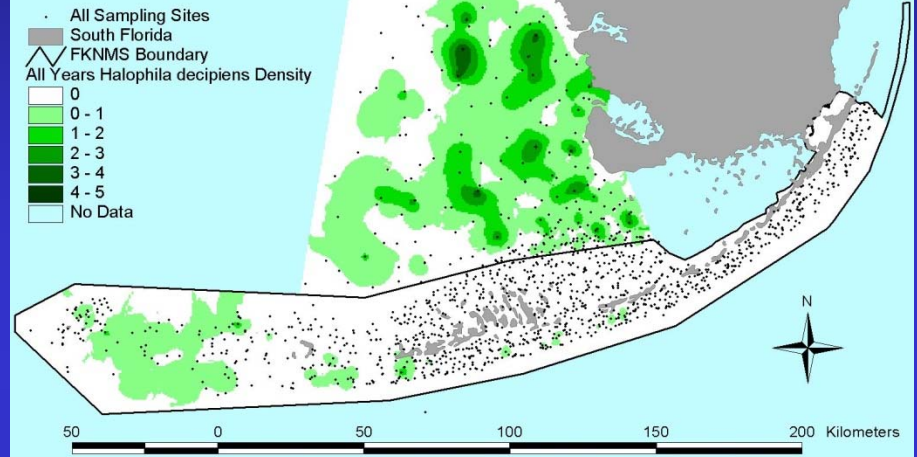 All Sampling Sites
South Florida
FKNMS Boundary
All Years Halophila decipiens Density
0
0 - 1
1 - 2
2 - 3
3 - 4
4 - 5
No Data
N
50 0 50 100 150 200 Kilometers